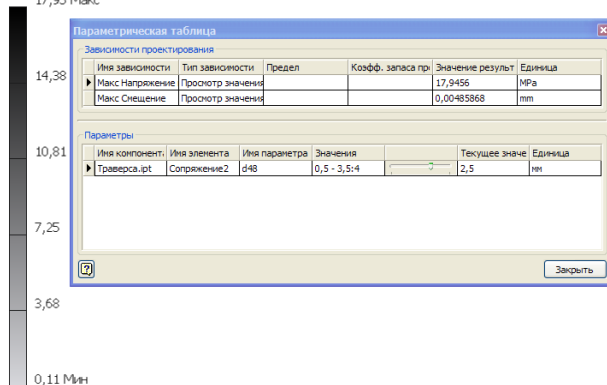 17,95 Макс
Параметрическая таблица
Зависимости проектирования
Имя зависимости Тип зависимости Предел Коэфф. запаса про Значение результ Единица
Макс Напряжение Просмотр значения 17,9456 MPa
Макс Смещение Просмотр значения 0,00485868 mm
14,38
Параметры
10,81
Имя компонента Имя элемента Имя параметра Значения Текущее значе Единица
Траверса.ipt Сопряжение2 d48 0,5 - 3,5:4 2,5 мм
7,25
Закрыть
3,68
0,11 Мин